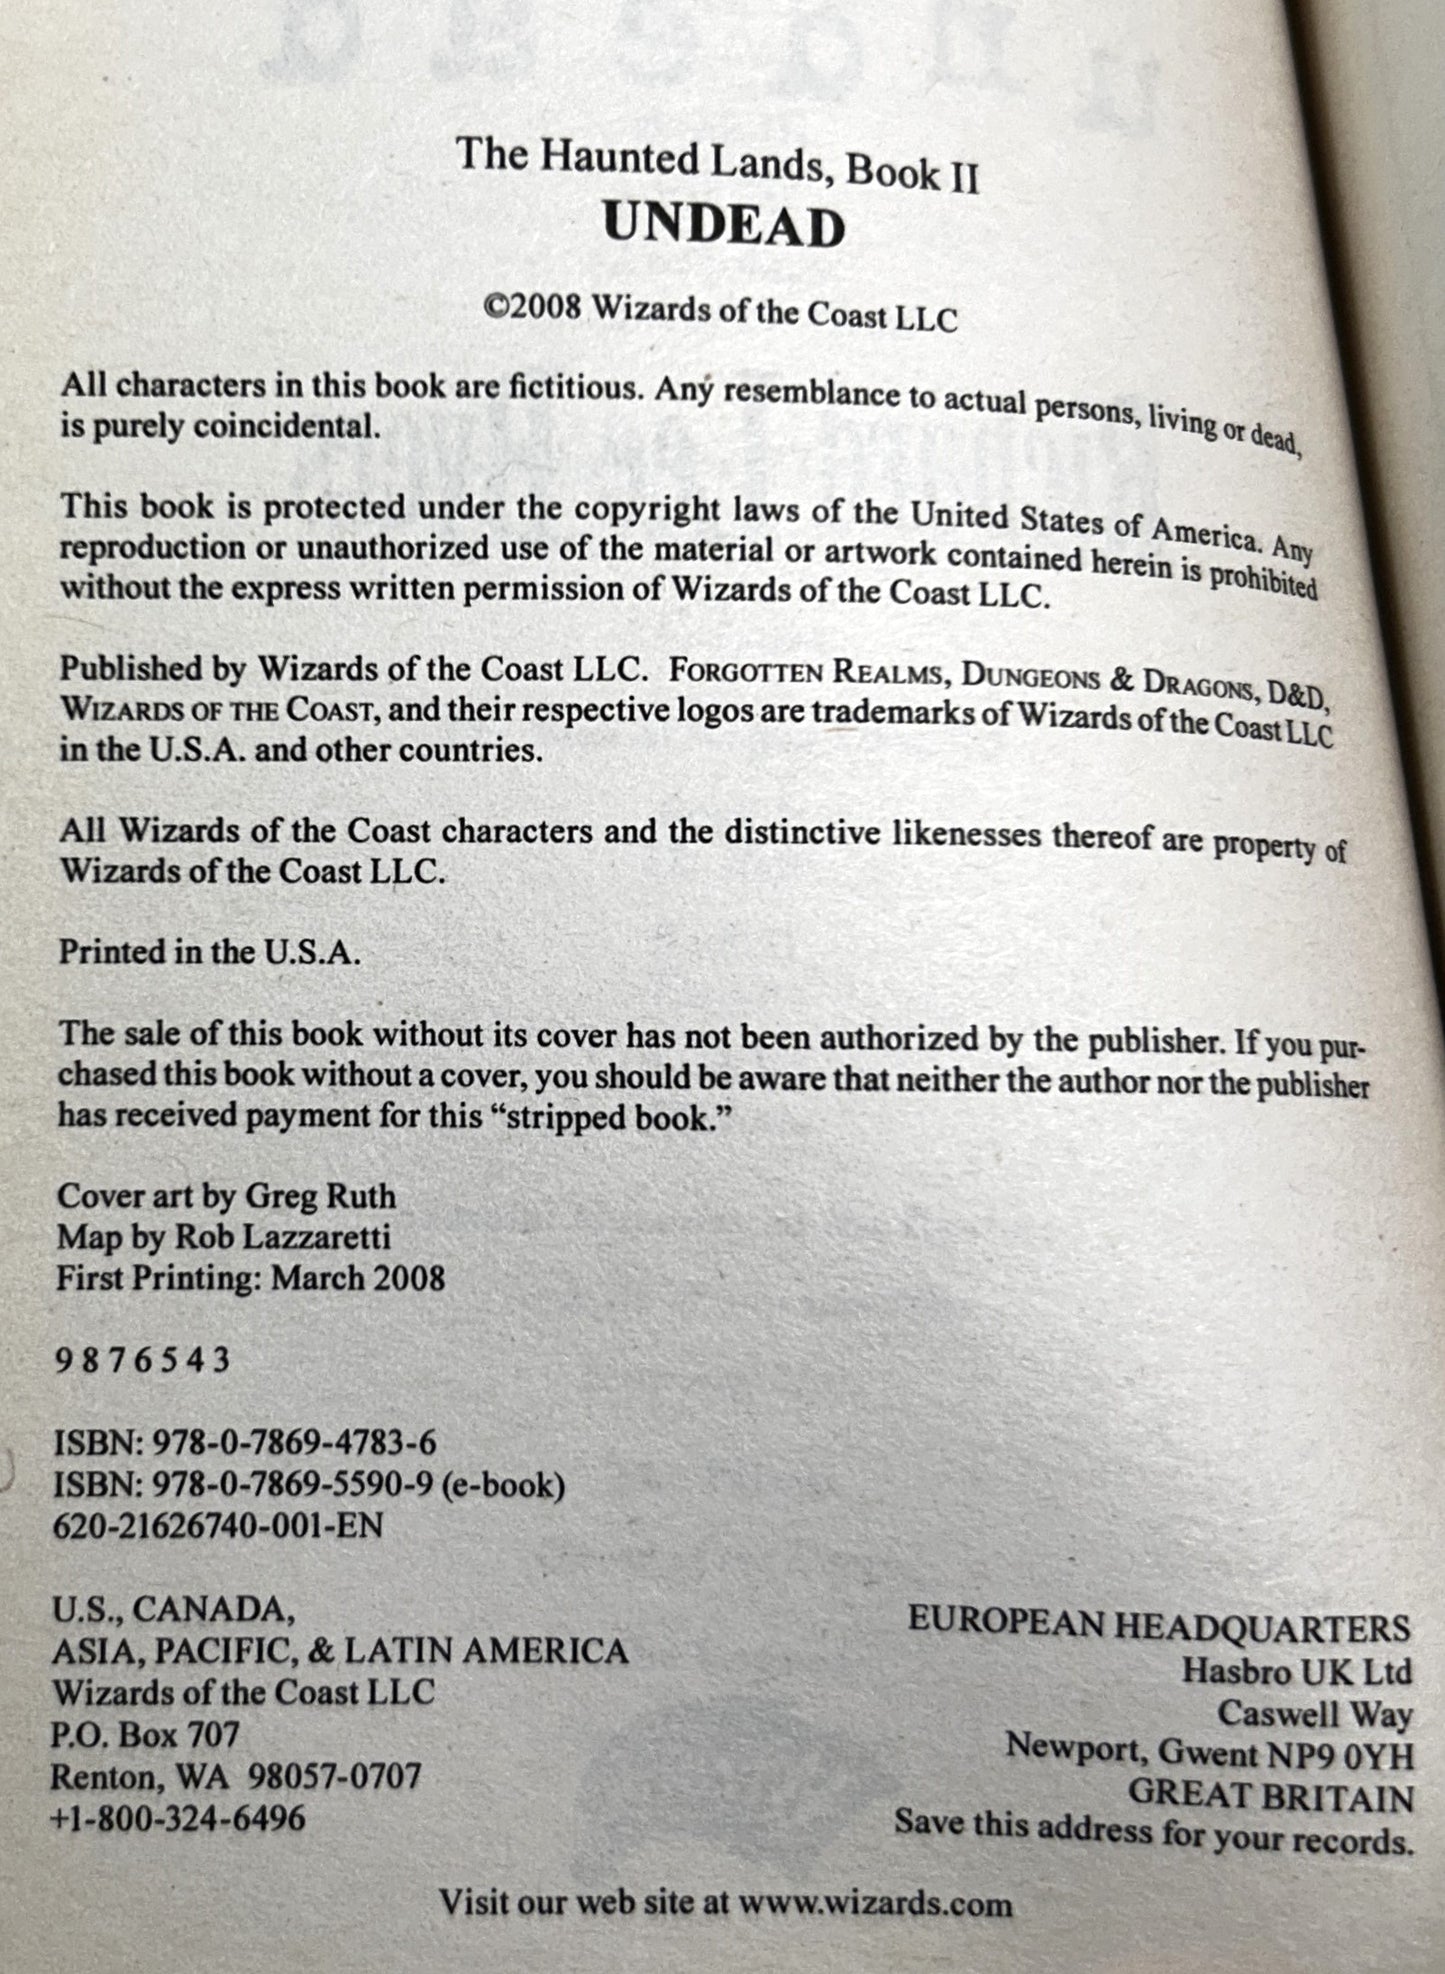 The Haunted Lands, Book II
UNDEAD
©2008 Wizards of the Coast LLC
All characters in this book are fictitious. Any resemblance to actual persons, living or dead,
is purely coincidental.
This book is protected under the copyright laws of the United States of America. Any
reproduction or unauthorized use of the material or artwork contained herein is prohibited
without the express written permission of Wizards of the Coast LLC.
Published by Wizards of the Coast LLC. FORGOTTEN REALMS, DUNGEONS & DRAGONS, D&D,
WIZARDS OF THE COAST, and their respective logos are trademarks of Wizards of the Coast LLC
in the U.S.A. and other countries.
All Wizards of the Coast characters and the distinctive likenesses thereof are property of
Wizards of the Coast LLC.
Printed in the U.S.A.
The sale of this book without its cover has not been authorized by the publisher. If you pur-
chased this book without a cover, you should be aware that neither the author nor the publisher
has received payment for this “stripped book.”
Cover art by Greg Ruth
Map by Rob Lazzaretti
First Printing: March 2008
9 8 7 6 5 4 3
ISBN: 978-0-7869-4783-6
ISBN: 978-0-7869-5590-9 (e-book)
620-21626740-001-EN
U.S., CANADA,
ASIA, PACIFIC, & LATIN AMERICA
Wizards of the Coast LLC
P.O. Box 707
Renton, WA 98057-0707
+1-800-324-6496
EUROPEAN HEADQUARTERS
Hasbro UK Ltd
Caswell Way
Newport, Gwent NP9 0YH
GREAT BRITAIN
Save this address for your records.
Visit our web site at www.wizards.com